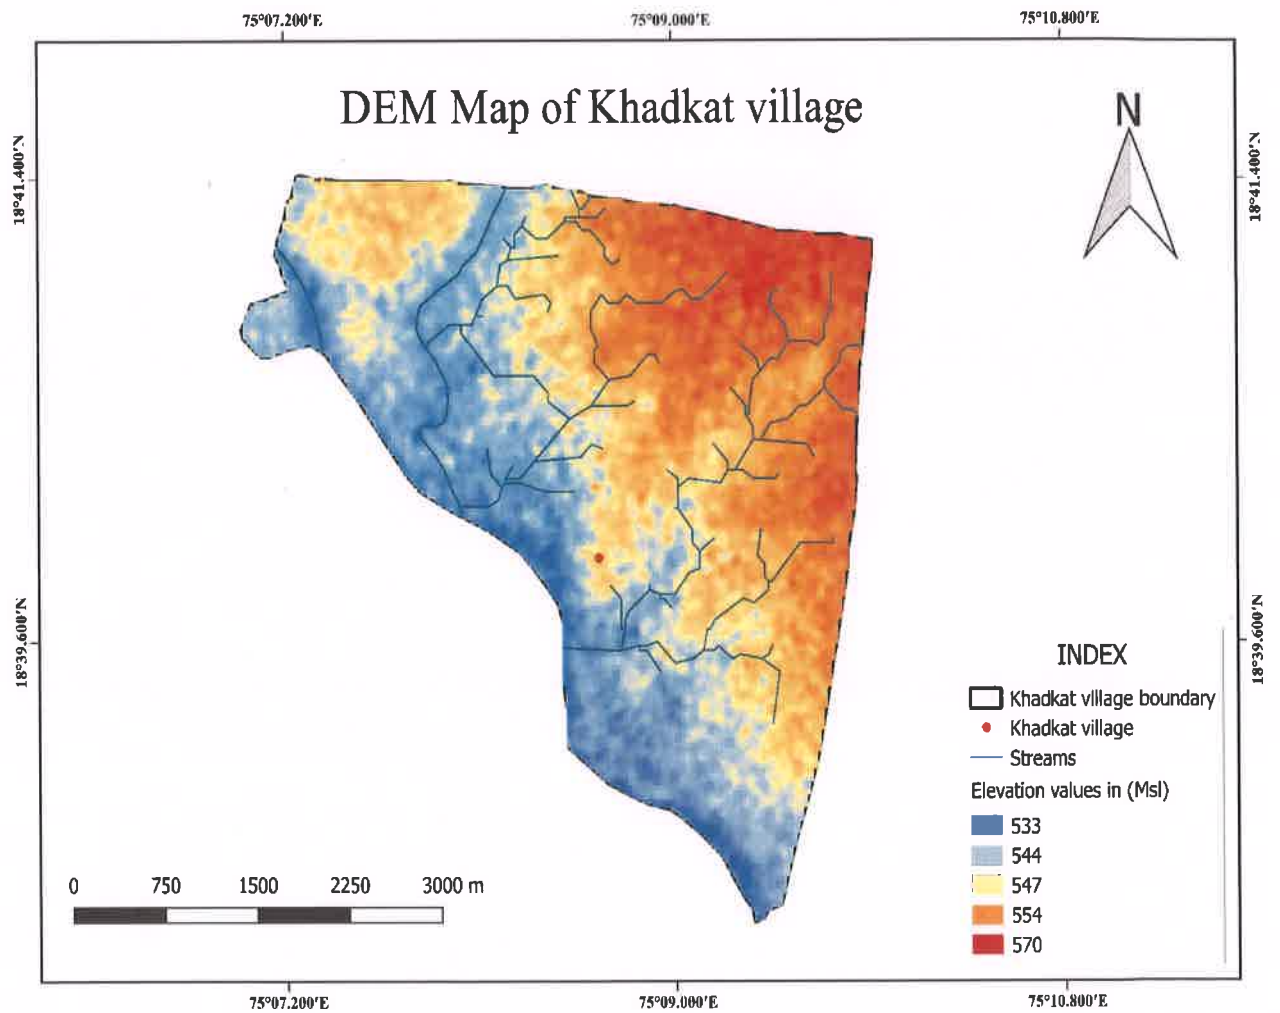 75°07.200'E 75°09.000'E 75°10.800'E
DEM Map of Khadkat village
N
18°41.400'N 18°41.400'N
18°39.600'N 18°39.600'N
INDEX
Khadkat village boundary
Khadkat village
Streams
Elevation values in (Msl)
533
544
547
554
570
0 750 1500 2250 3000 m
75°07.200'E 75°09.000'E 75°10.800'E